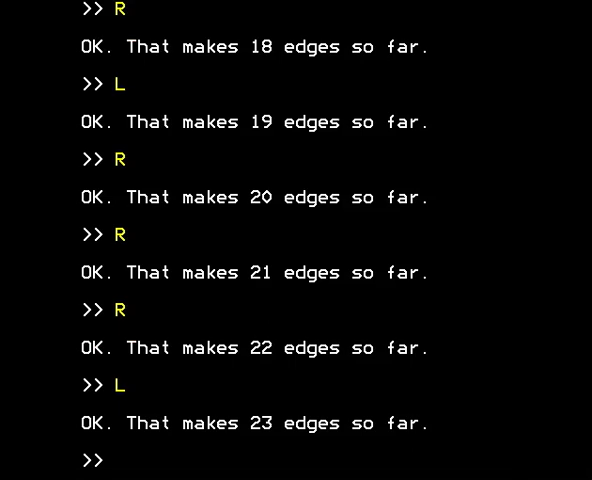 >> R
OK. That makes 18 edges so far.
>> L
OK. That makes 19 edges so far.
>> R
OK. That makes 20 edges so far.
>> R
OK. That makes 21 edges so far.
>> R
OK. That makes 22 edges so far.
>> L
OK. That makes 23 edges so far.
>>